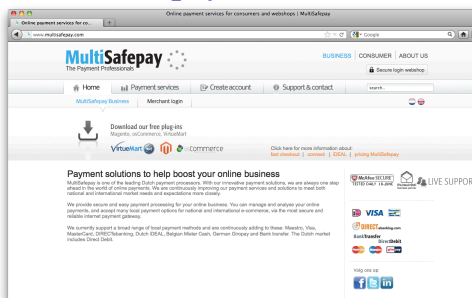 Online payment services for consumers and webshops | MultiSafepay
Online payment services for co...
www.multisafepay.com
Google
MultiSafepay
The Payment Professionals
BUSINESS CONSUMER ABOUT US
Secure login webshop
Home Payment services Create account Support & contact
search..
MultiSafepay Business Merchant login
Download our free plug-ins
Magento, osCommerce, VirtueMart
VirtueMart osCommerce
Click here for more information about:
fast checkout | connect | iDEAL | pricing MultiSafepay
Payment solutions to help boost your online business
MultiSafepay is one of the leading Dutch payment processors. With our innovative payment solutions, we are always one step
ahead in the world of online payments. We are continuously improving our payment services and solutions to meet both
national and international market needs and expectations more closely.
We provide secure and easy payment processing for your online business. You can manage and analyse your online
payments, and accept many local payment options for national and international e-commerce, via the most secure and
reliable internet payment gateway.
We currently support a broad range of local payment methods and are continuously adding to these: Maestro, Visa,
MasterCard, DIRECTebanking, Dutch iDEAL, Belgian Mister Cash, German Giropay and Bank transfer. The Dutch market
includes Direct Debit.
McAfee SECURE
TESTED DAILY 18-JUN
LIVE SUPPOR
VISA
DIRECTebanking.com
BankTransfer
DirectDebit
Volg ons op